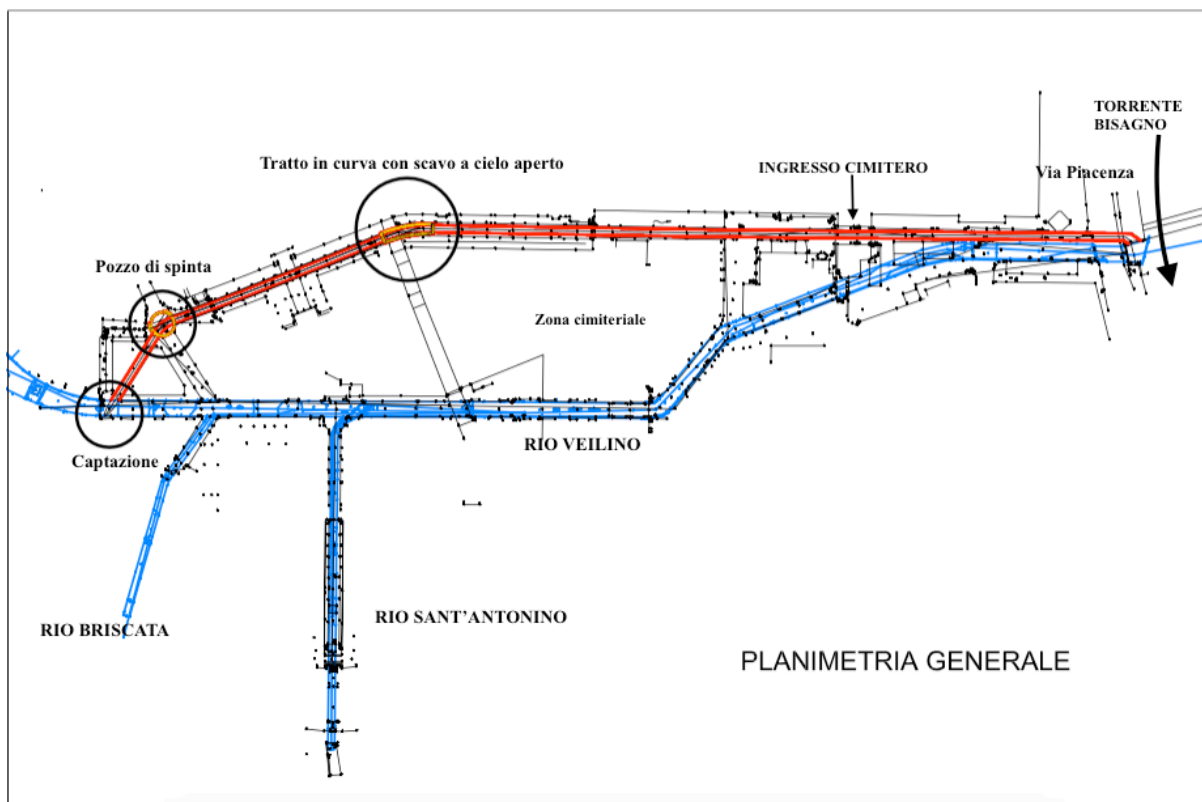 TORRENTE
BISAGNO
Tratto in curva con scavo a cielo aperto
INGRESSO CIMITERO
Via Piacenza
Pozzo di spinta
Zona cimiteriale
RIO VEILINO
Captazione
RIO BRISCATA
RIO SANT'ANTONINO
PLANIMETRIA GENERALE